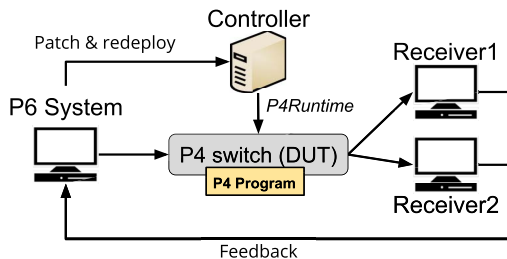 Controller
Patch & redeploy
Receiver1
P6 System
P4Runtime
P4 switch (DUT)
P4 Program
Receiver2
Feedback